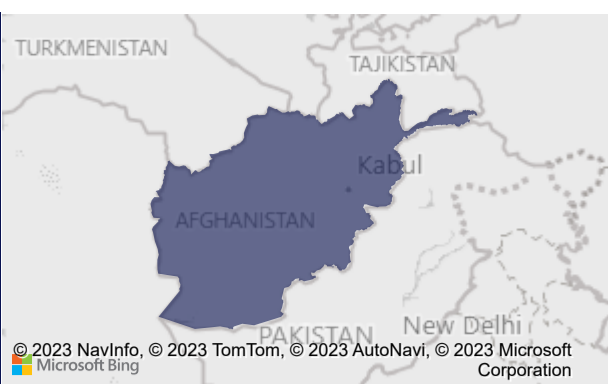 TURKMENISTAN
TAJIKISTAN
Kabul
AFGHANISTAN
PAKISTAN
New Delhi
© 2023 NavInfo, © 2023 TomTom, © 2023 AutoNavi, © 2023 Microsoft
Corporation
Microsoft Bing